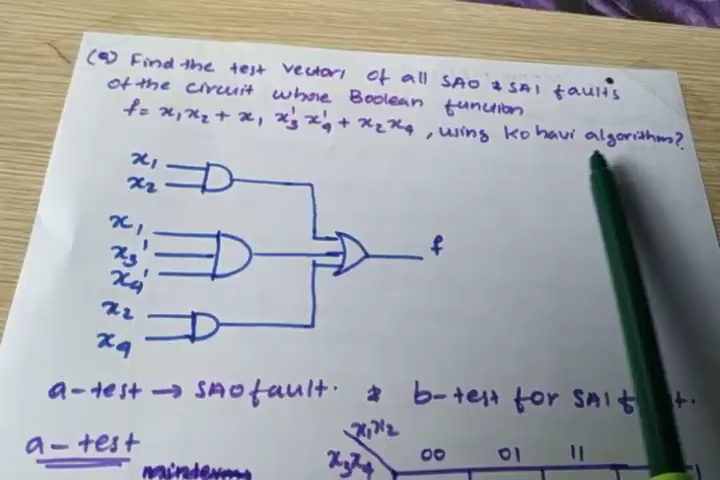 (Q) Find the test vectors of all SA0 & SA1 faults
of the circuit whose Boolean function
f = x₁x₂ + x₁ x₃' x₄' + x₂x₄, using Kohavi algorithm?
x₁
x₂
x₁
x₃'
x₄'
x₂
x₄
f
a-test → SA0 fault. & b-test for SA1
a-test
minterms
x₁x₂
x₃x₄ 00 01 11